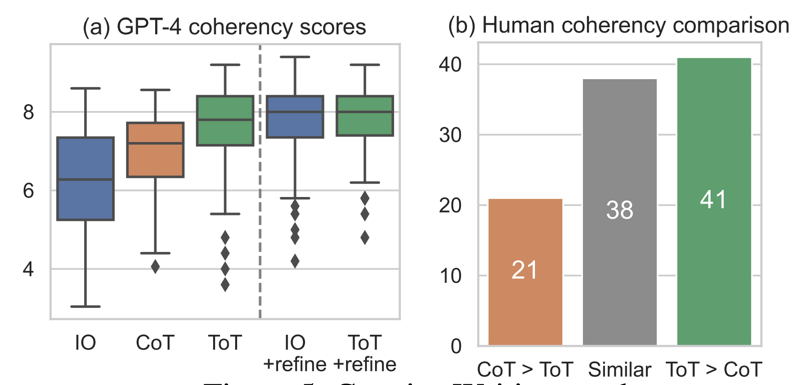 (a) GPT-4 coherency scores
8
6
4
IO CoT ToT IO ToT
+refine +refine
(b) Human coherency comparison
40
30
20
10
0
21
38
41
CoT > ToT Similar ToT > CoT